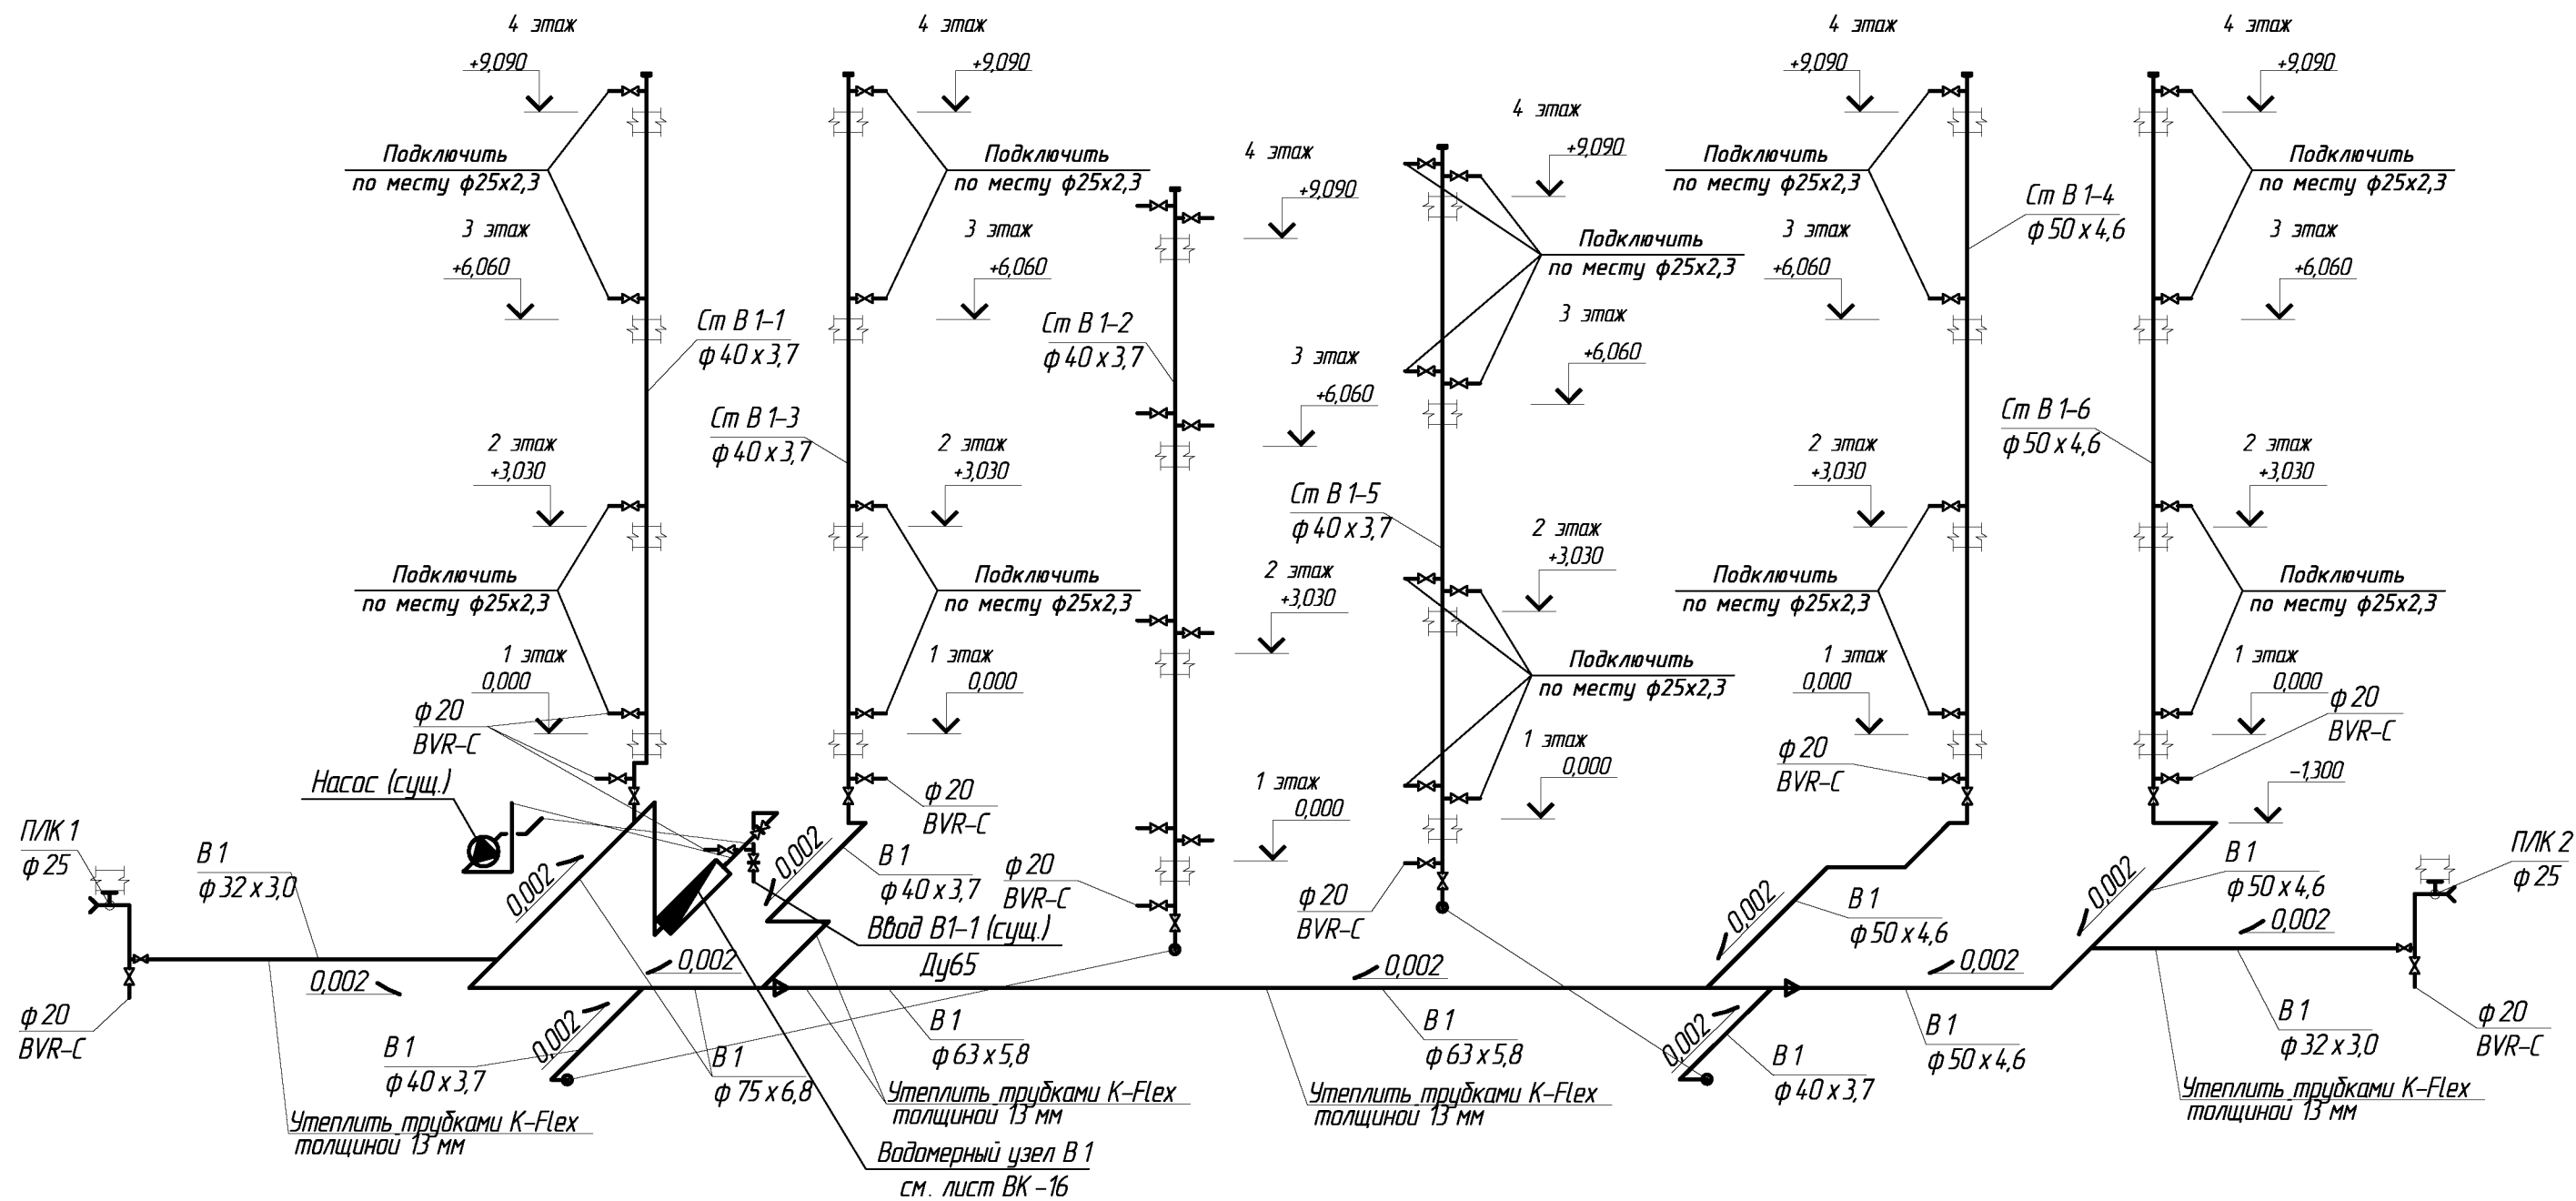 4 этаж
+9,090
4 этаж
+9,090
4 этаж
+9,090
4 этаж
+9,090
4 этаж
+9,090
4 этаж
+9,090
Подключить
по месту ф25х2,3
Подключить
по месту ф25х2,3
Подключить
по месту ф25х2,3
Подключить
по месту ф25х2,3
Подключить
по месту ф25х2,3
Ст В 1-4
ф 50 х 4,6
3 этаж
+6,060
3 этаж
+6,060
3 этаж
+6,060
3 этаж
+6,060
3 этаж
+6,060
3 этаж
+6,060
Ст В 1-1
ф 40 х 3,7
Ст В 1-2
ф 40 х 3,7
Ст В 1-3
ф 40 х 3,7
Ст В 1-6
ф 50 х 4,6
Ст В 1-5
ф 40 х 3,7
2 этаж
+3,030
2 этаж
+3,030
2 этаж
+3,030
2 этаж
+3,030
2 этаж
+3,030
2 этаж
+3,030
Подключить
по месту ф25х2,3
Подключить
по месту ф25х2,3
Подключить
по месту ф25х2,3
Подключить
по месту ф25х2,3
Подключить
по месту ф25х2,3
1 этаж
0,000
1 этаж
0,000
1 этаж
0,000
1 этаж
0,000
1 этаж
0,000
1 этаж
0,000
ф 20
BVR-C
ф 20
BVR-C
ф 20
BVR-C
ф 20
BVR-C
ф 20
BVR-C
ф 20
BVR-C
-1,300
Насос (сущ.)
ПЛК 1
ф 25
В 1
ф 32 х 3,0
0,002
0,002
В 1
ф 40 х 3,7
Ввод В1-1 (сущ.)
Ду65
0,002
В 1
ф 50 х 4,6
0,002
В 1
ф 50 х 4,6
ПЛК 2
ф 25
0,002
0,002
0,002
0,002
0,002
ф 20
BVR-C
0,002
В 1
ф 40 х 3,7
В 1
ф 75 х 6,8
В 1
ф 63 х 5,8
В 1
ф 63 х 5,8
0,002
В 1
ф 40 х 3,7
В 1
ф 50 х 4,6
В 1
ф 32 х 3,0
ф 20
BVR-C
Утеплить трубками K-Flex
толщиной 13 мм
Утеплить трубками K-Flex
толщиной 13 мм
Утеплить трубками K-Flex
толщиной 13 мм
Утеплить трубками K-Flex
толщиной 13 мм
Водомерный узел В 1
см. лист ВК -16